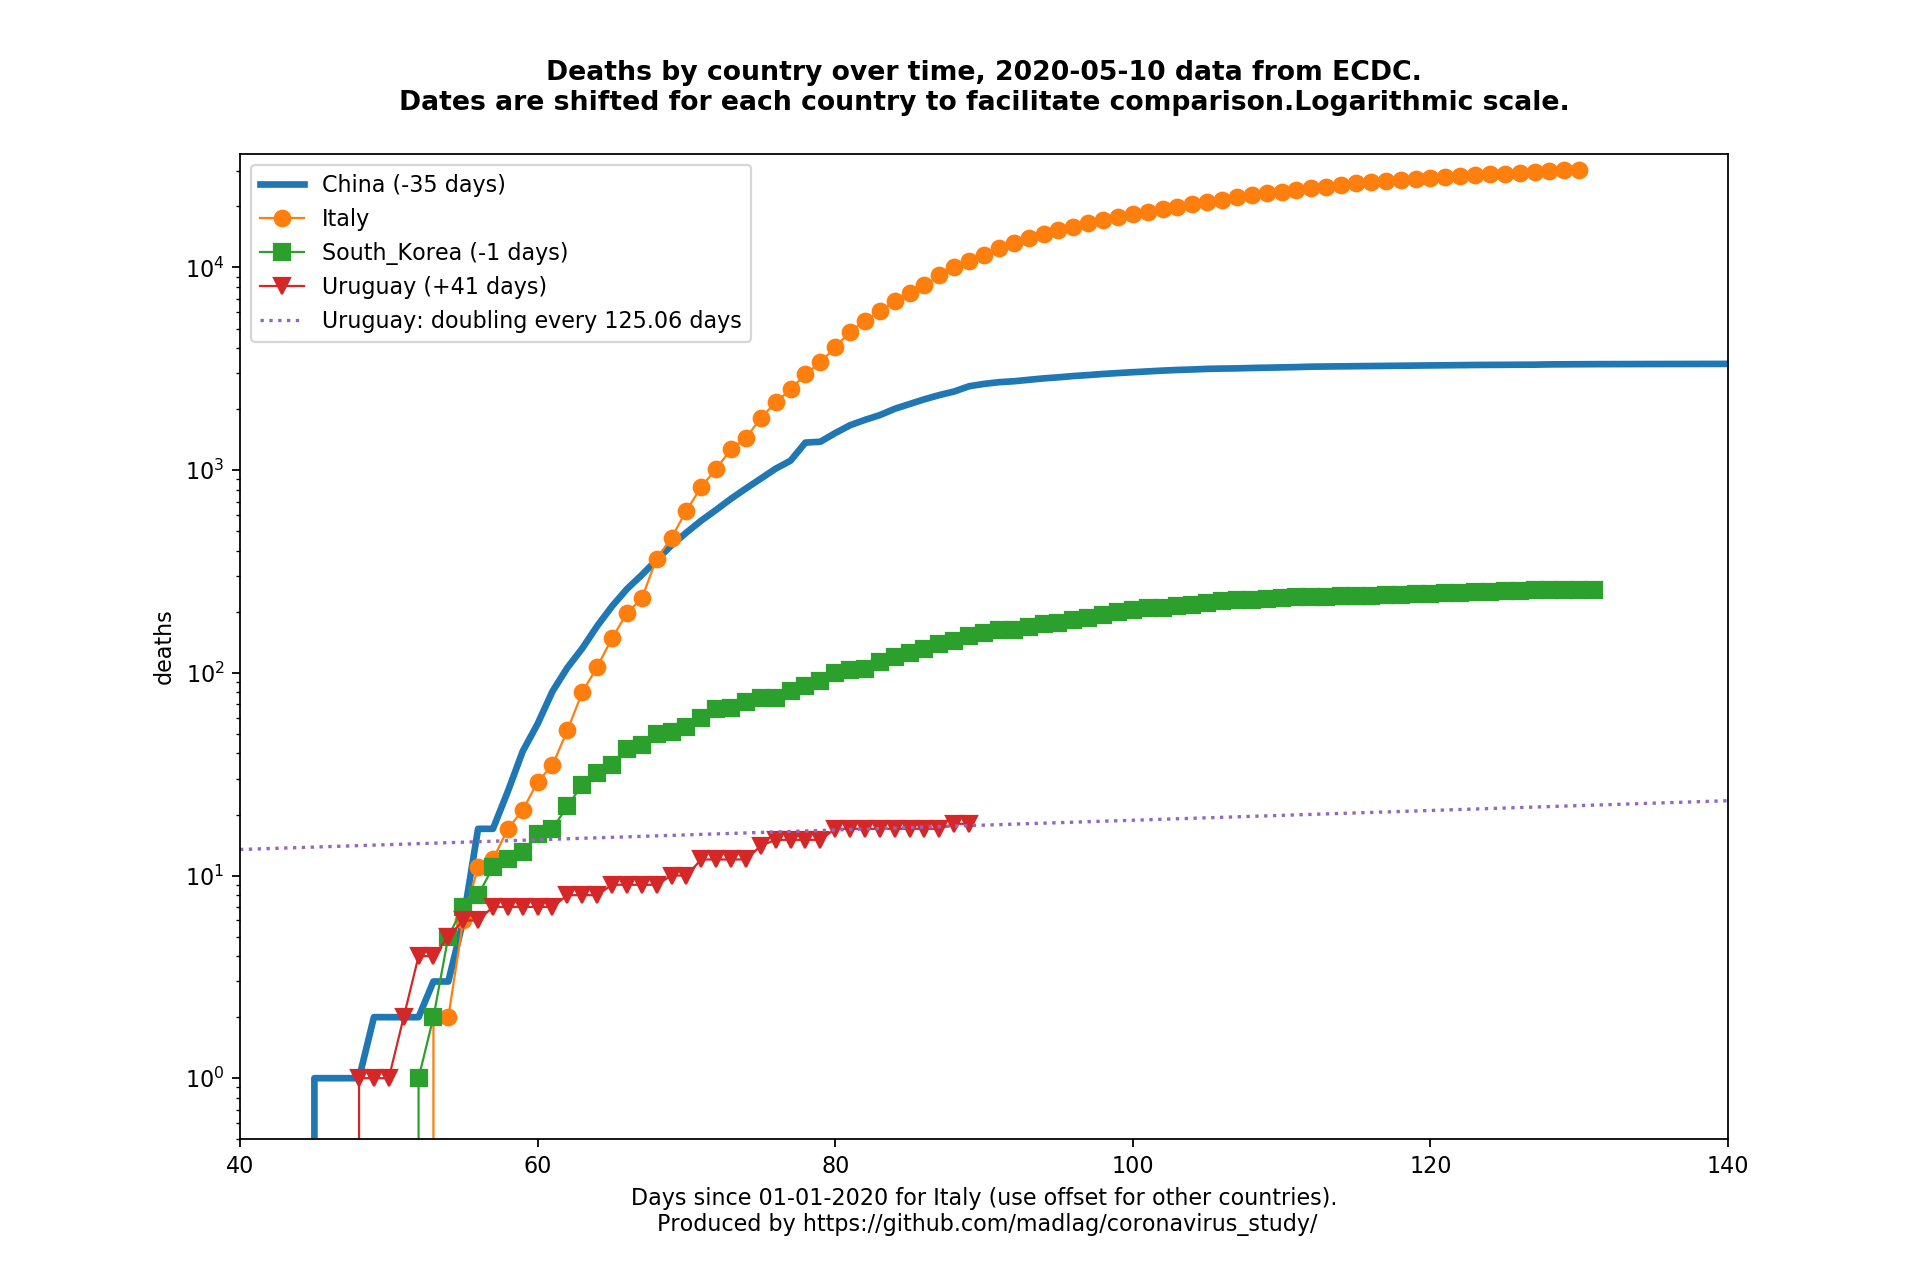 Deaths by country over time, 2020-05-10 data from ECDC.
Dates are shifted for each country to facilitate comparison.Logarithmic scale.
China (-35 days)
Italy
South_Korea (-1 days)
Uruguay (+41 days)
Uruguay: doubling every 125.06 days
10⁴
10³
10²
10¹
10⁰
deaths
40 60 80 100 120 140
Days since 01-01-2020 for Italy (use offset for other countries).
Produced by https://github.com/madlag/coronavirus_study/